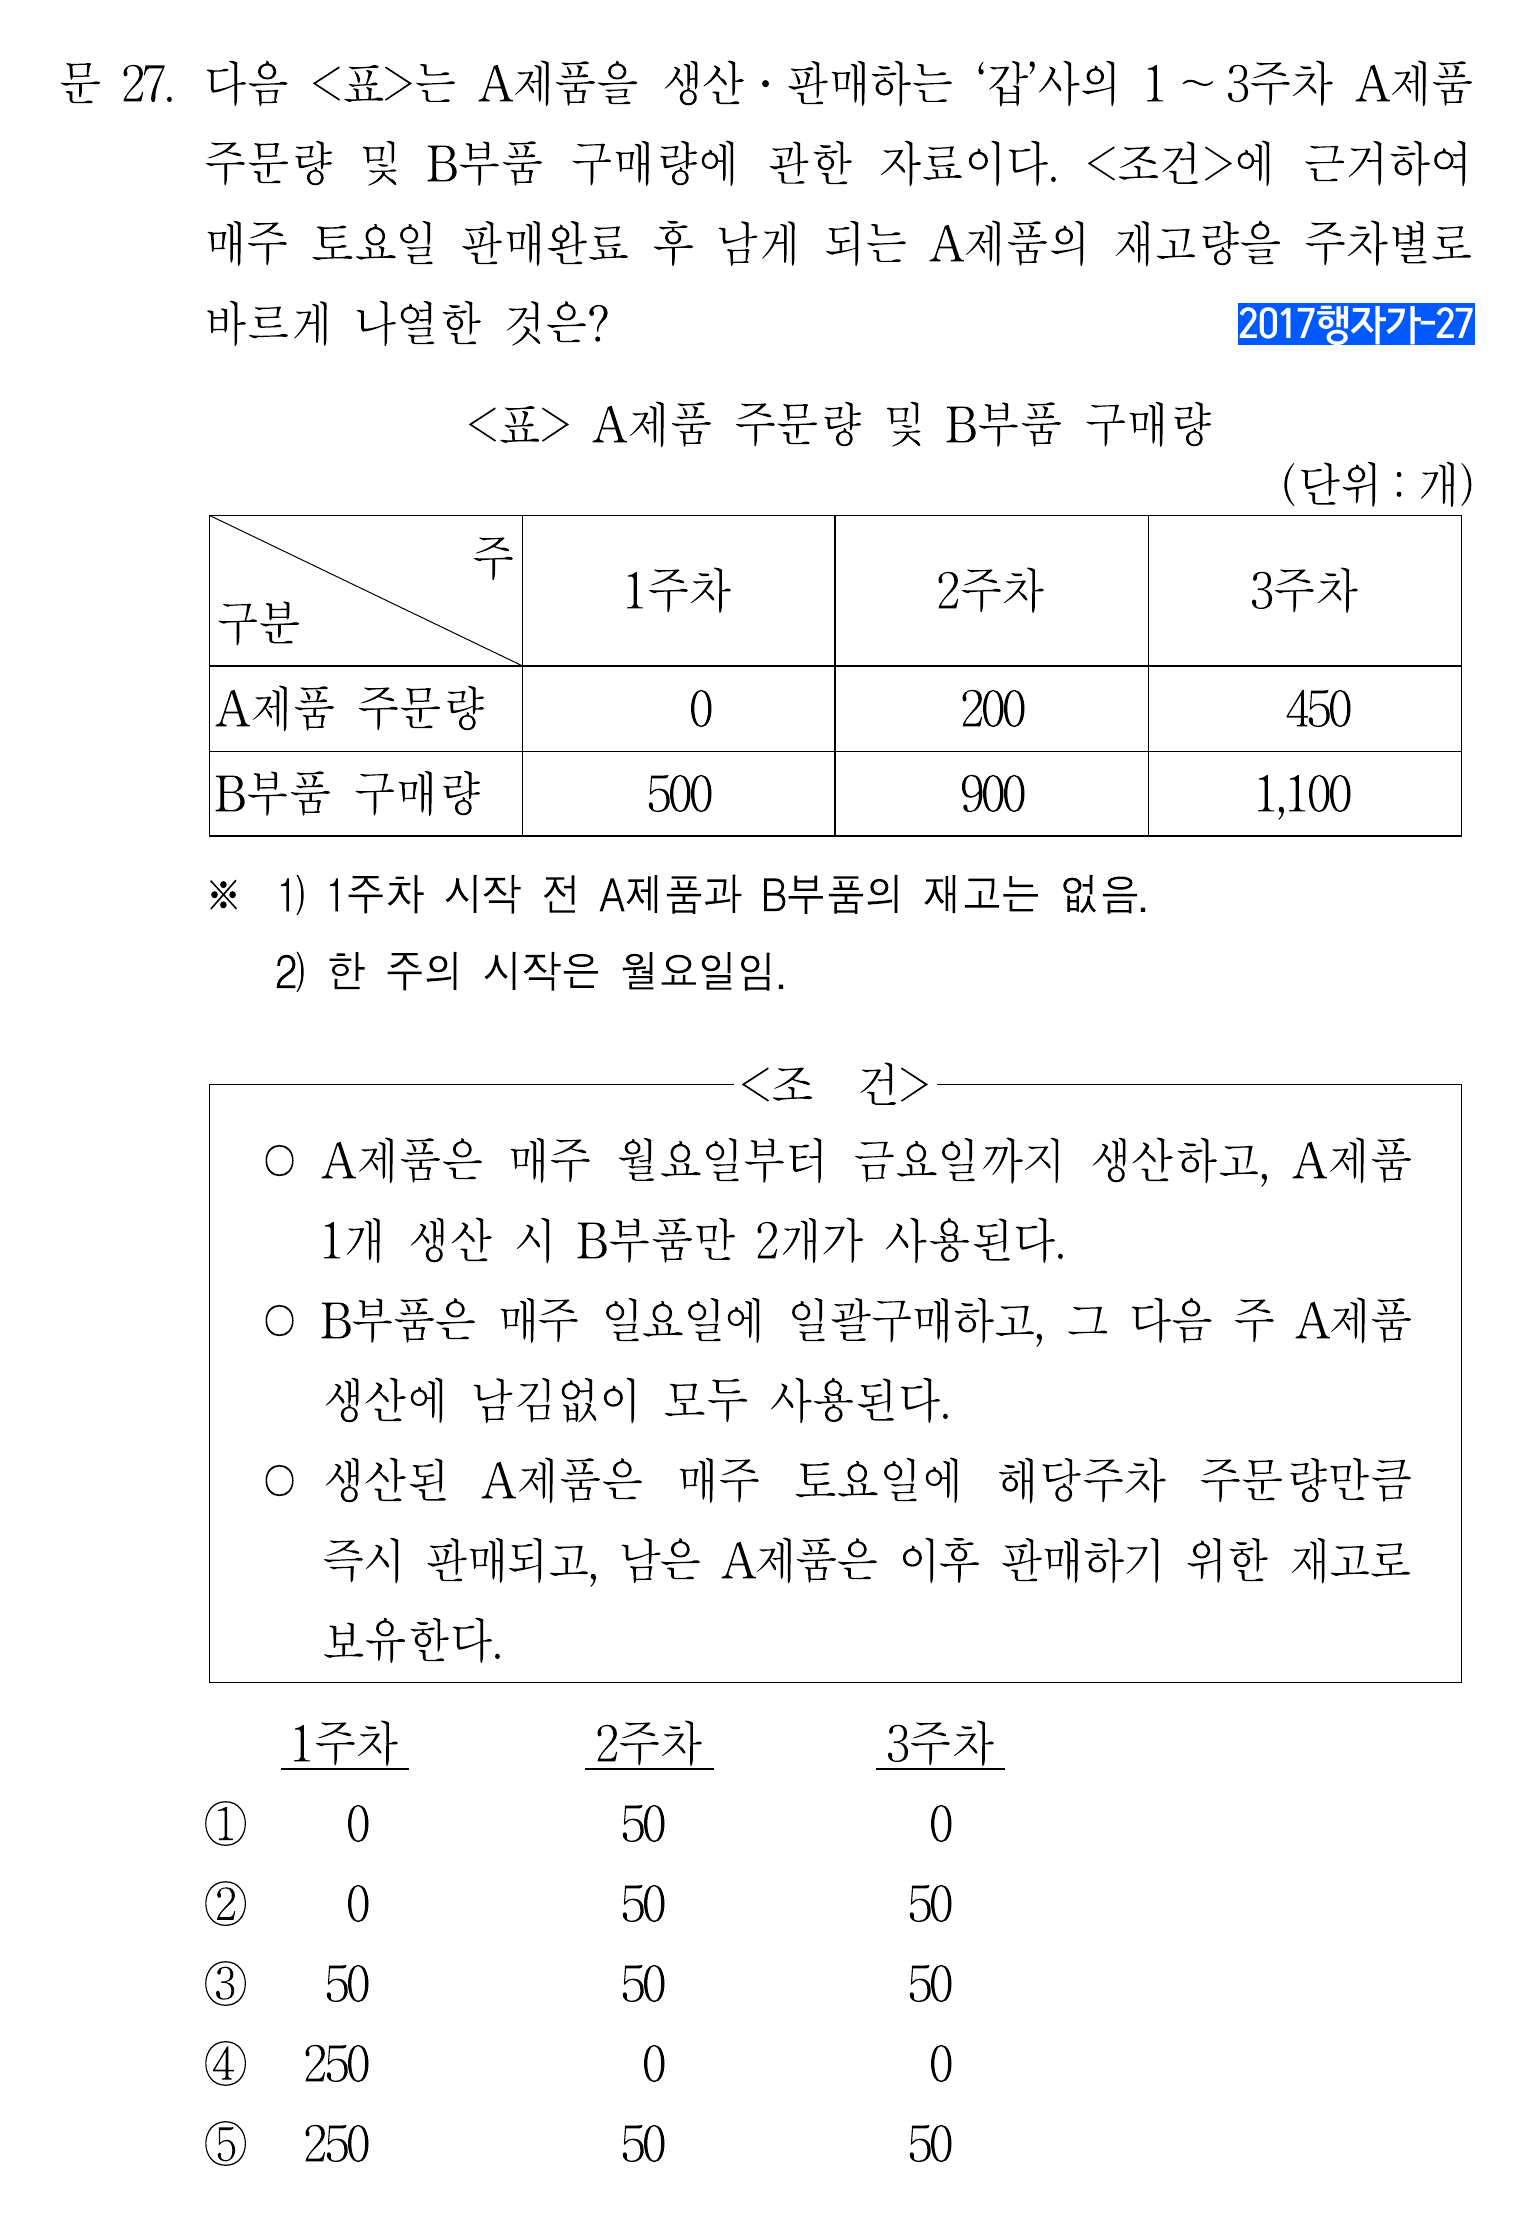 문 27. 다음 <표>는 A제품을 생산·판매하는 ‘갑’사의 1 ~ 3주차 A제품
주문량 및 B부품 구매량에 관한 자료이다. <조건>에 근거하여
매주 토요일 판매완료 후 남게 되는 A제품의 재고량을 주차별로
바르게 나열한 것은? 2017행자가-27
<표> A제품 주문량 및 B부품 구매량
(단위 : 개)
주
구분
1주차 2주차 3주차
A제품 주문량 0 200 450
B부품 구매량 500 900 1,100
※ 1) 1주차 시작 전 A제품과 B부품의 재고는 없음.
2) 한 주의 시작은 월요일임.
<조 건>
○ A제품은 매주 월요일부터 금요일까지 생산하고, A제품
1개 생산 시 B부품만 2개가 사용된다.
○ B부품은 매주 일요일에 일괄구매하고, 그 다음 주 A제품
생산에 남김없이 모두 사용된다.
○ 생산된 A제품은 매주 토요일에 해당주차 주문량만큼
즉시 판매되고, 남은 A제품은 이후 판매하기 위한 재고로
보유한다.
1주차 2주차 3주차
① 0 50 0
② 0 50 50
③ 50 50 50
④ 250 0 0
⑤ 250 50 50